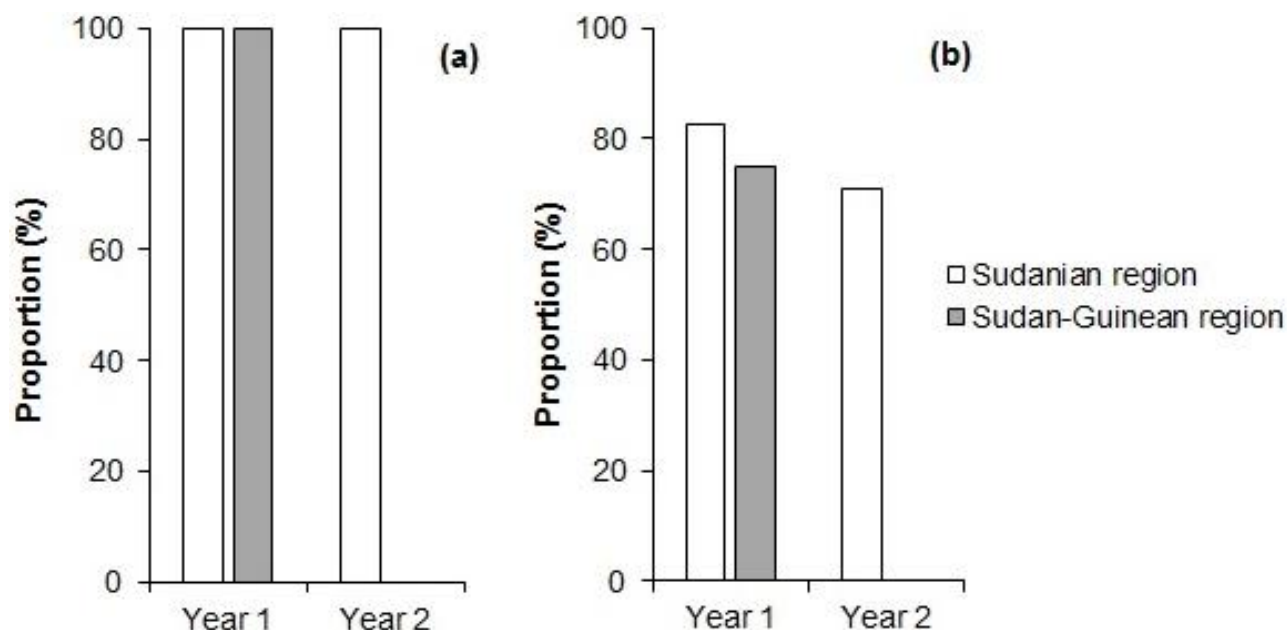 Proportion (%)
100
80
60
40
20
0
(a)
Year 1
Year 2
Proportion (%)
100
80
60
40
20
0
(b)
Year 1
Year 2
Sudanian region
Sudan-Guinean region